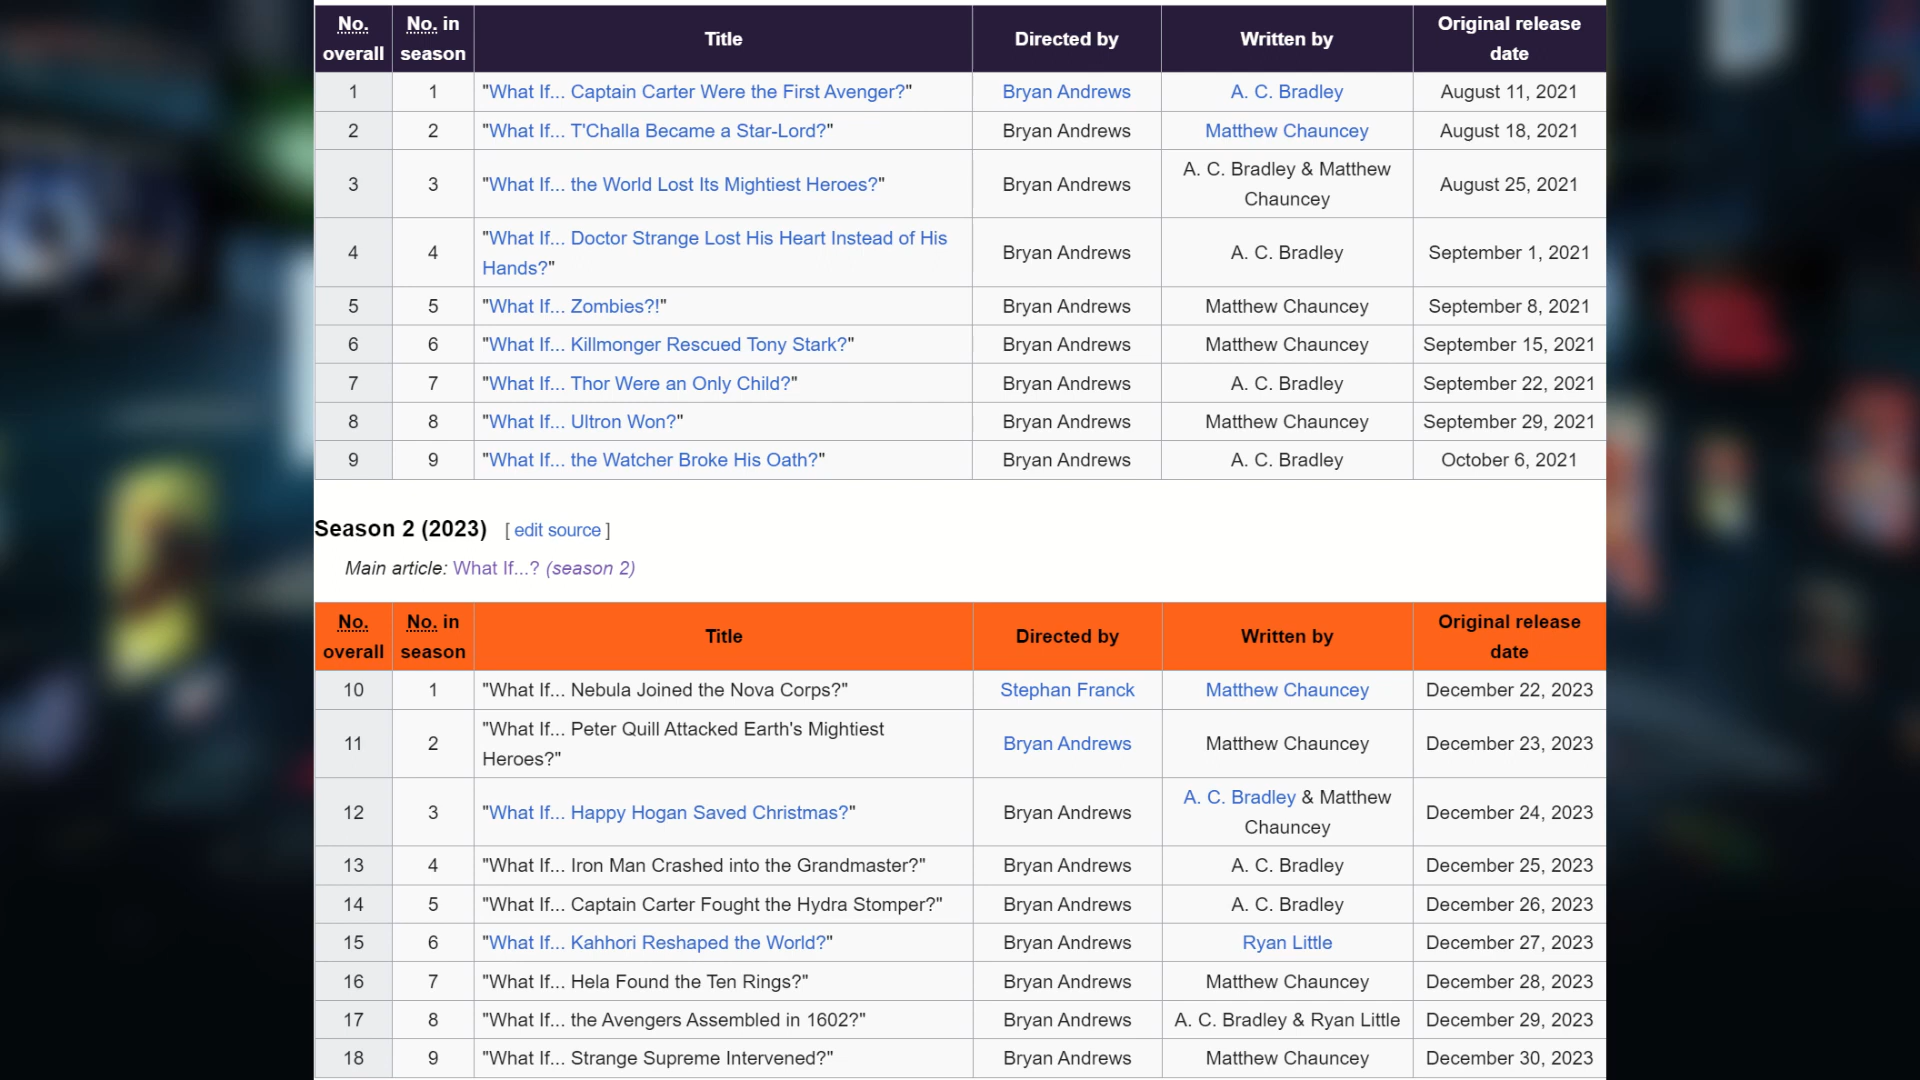 No. overall | No. in season | Title | Directed by | Written by | Original release date
1 | 1 | "What If... Captain Carter Were the First Avenger?" | Bryan Andrews | A. C. Bradley | August 11, 2021
2 | 2 | "What If... T'Challa Became a Star-Lord?" | Bryan Andrews | Matthew Chauncey | August 18, 2021
3 | 3 | "What If... the World Lost Its Mightiest Heroes?" | Bryan Andrews | A. C. Bradley & Matthew Chauncey | August 25, 2021
4 | 4 | "What If... Doctor Strange Lost His Heart Instead of His Hands?" | Bryan Andrews | A. C. Bradley | September 1, 2021
5 | 5 | "What If... Zombies?!" | Bryan Andrews | Matthew Chauncey | September 8, 2021
6 | 6 | "What If... Killmonger Rescued Tony Stark?" | Bryan Andrews | Matthew Chauncey | September 15, 2021
7 | 7 | "What If... Thor Were an Only Child?" | Bryan Andrews | A. C. Bradley | September 22, 2021
8 | 8 | "What If... Ultron Won?" | Bryan Andrews | Matthew Chauncey | September 29, 2021
9 | 9 | "What If... the Watcher Broke His Oath?" | Bryan Andrews | A. C. Bradley | October 6, 2021
Season 2 (2023) [ edit source ]
Main article: What If...? (season 2)
No. overall | No. in season | Title | Directed by | Written by | Original release date
10 | 1 | "What If... Nebula Joined the Nova Corps?" | Stephan Franck | Matthew Chauncey | December 22, 2023
11 | 2 | "What If... Peter Quill Attacked Earth's Mightiest Heroes?" | Bryan Andrews | Matthew Chauncey | December 23, 2023
12 | 3 | "What If... Happy Hogan Saved Christmas?" | Bryan Andrews | A. C. Bradley & Matthew Chauncey | December 24, 2023
13 | 4 | "What If... Iron Man Crashed into the Grandmaster?" | Bryan Andrews | A. C. Bradley | December 25, 2023
14 | 5 | "What If... Captain Carter Fought the Hydra Stomper?" | Bryan Andrews | A. C. Bradley | December 26, 2023
15 | 6 | "What If... Kahhori Reshaped the World?" | Bryan Andrews | Ryan Little | December 27, 2023
16 | 7 | "What If... Hela Found the Ten Rings?" | Bryan Andrews | Matthew Chauncey | December 28, 2023
17 | 8 | "What If... the Avengers Assembled in 1602?" | Bryan Andrews | A. C. Bradley & Ryan Little | December 29, 2023
18 | 9 | "What If... Strange Supreme Intervened?" | Bryan Andrews | Matthew Chauncey | December 30, 2023